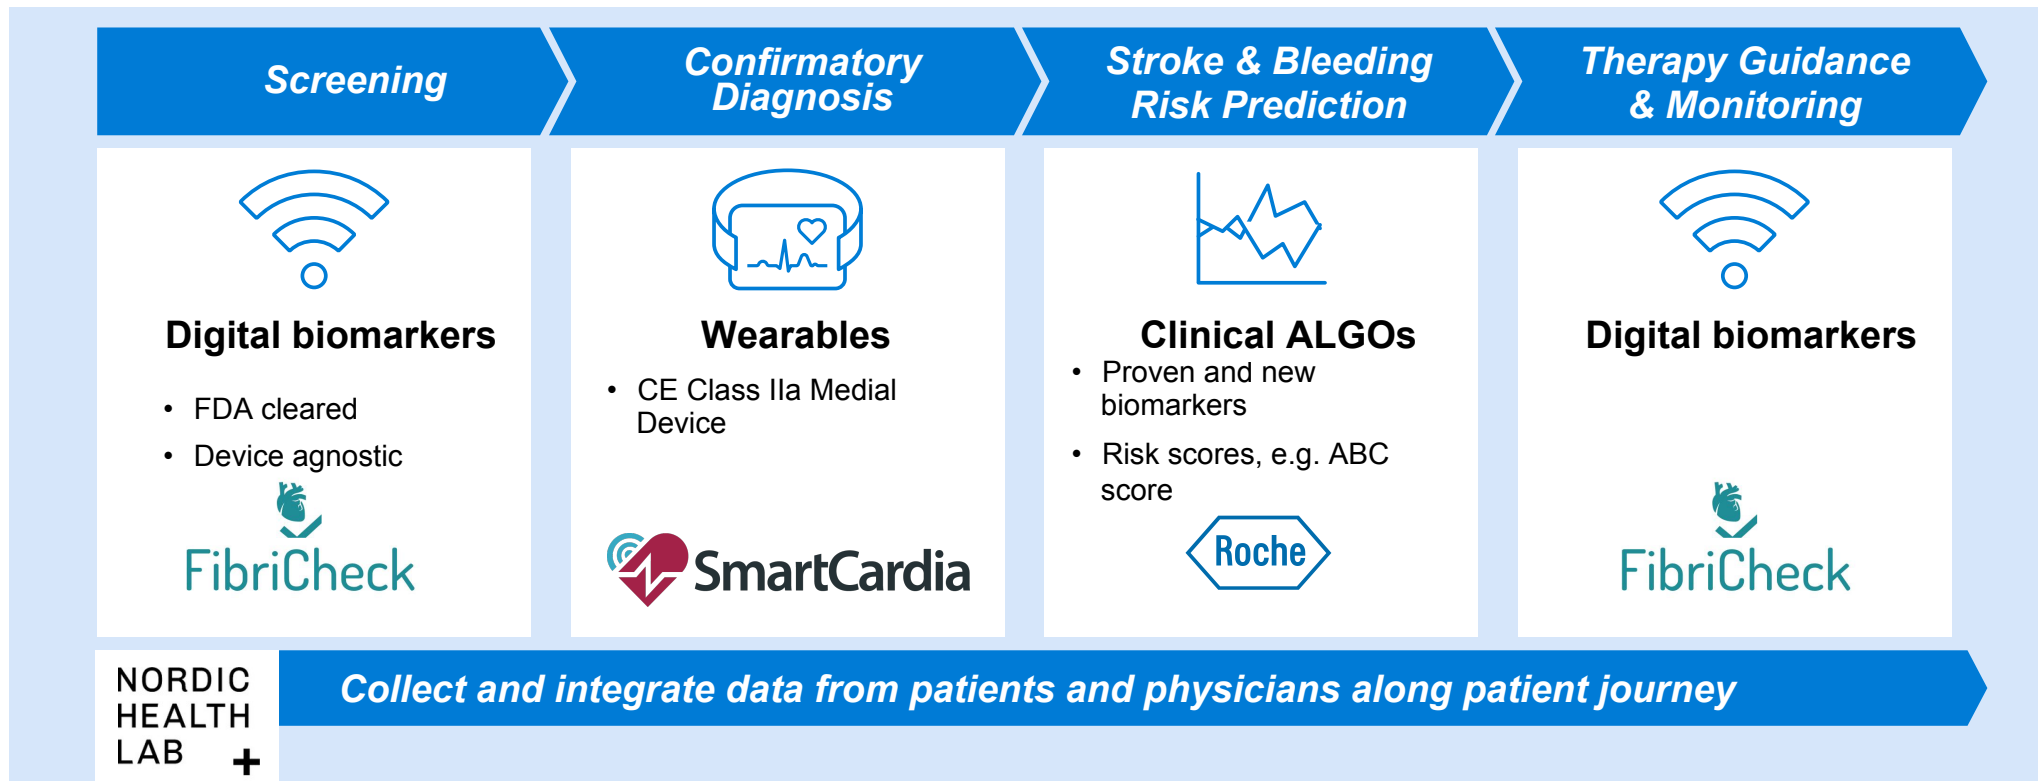 Screening
Confirmatory
Diagnosis
Stroke & Bleeding
Risk Prediction
Therapy Guidance
& Monitoring
Digital biomarkers
• FDA cleared
• Device agnostic
FibriCheck
Wearables
• CE Class IIa Medial
Device
SmartCardia
Clinical ALGOs
• Proven and new
biomarkers
• Risk scores, e.g. ABC
score
Roche
Digital biomarkers
FibriCheck
NORDIC
HEALTH
LAB +
Collect and integrate data from patients and physicians along patient journey